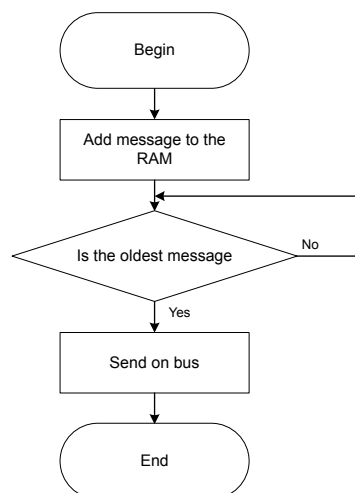 Begin
Add message to the
RAM
Is the oldest message
No
Yes
Send on bus
End